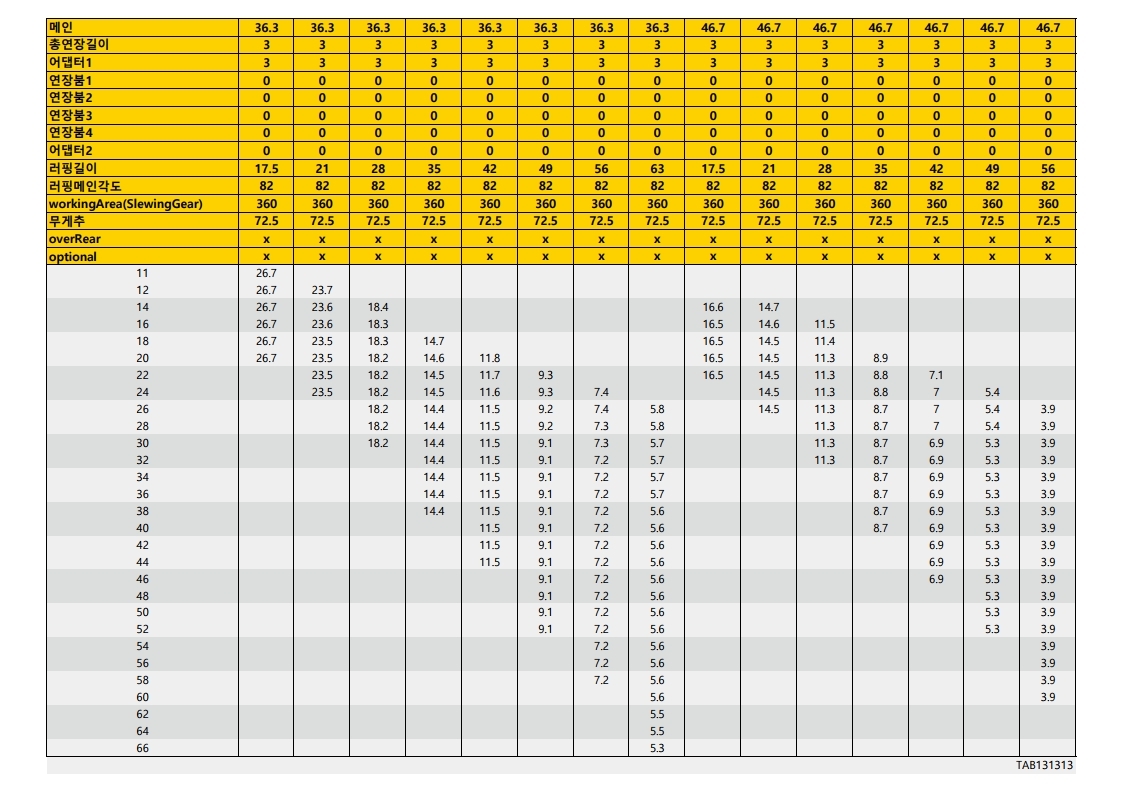 메인 36.3 36.3 36.3 36.3 36.3 36.3 36.3 36.3 46.7 46.7 46.7 46.7 46.7 46.7 46.7
총연장길이 3 3 3 3 3 3 3 3 3 3 3 3 3 3 3
어댑터1 3 3 3 3 3 3 3 3 3 3 3 3 3 3 3
연장붐1 0 0 0 0 0 0 0 0 0 0 0 0 0 0 0
연장붐2 0 0 0 0 0 0 0 0 0 0 0 0 0 0 0
연장붐3 0 0 0 0 0 0 0 0 0 0 0 0 0 0 0
연장붐4 0 0 0 0 0 0 0 0 0 0 0 0 0 0 0
어댑터2 0 0 0 0 0 0 0 0 0 0 0 0 0 0 0
러핑길이 17.5 21 28 35 42 49 56 63 17.5 21 28 35 42 49 56
러핑메인각도 82 82 82 82 82 82 82 82 82 82 82 82 82 82 82
workingArea(SlewingGear) 360 360 360 360 360 360 360 360 360 360 360 360 360 360 360
무게추 72.5 72.5 72.5 72.5 72.5 72.5 72.5 72.5 72.5 72.5 72.5 72.5 72.5 72.5 72.5
overRear x x x x x x x x x x x x x x x
optional x x x x x x x x x x x x x x x
11 26.7
12 26.7 23.7
14 26.7 23.6 18.4 16.6 14.7
16 26.7 23.6 18.3 16.5 14.6 11.5
18 26.7 23.5 18.3 14.7 16.5 14.5 11.4
20 26.7 23.5 18.2 14.6 11.8 16.5 14.5 11.3 8.9
22 23.5 18.2 14.5 11.7 9.3 16.5 14.5 11.3 8.8 7.1
24 23.5 18.2 14.5 11.6 9.3 7.4 14.5 11.3 8.8 7 5.4
26 18.2 14.4 11.5 9.2 7.4 5.8 14.5 11.3 8.7 7 5.4 3.9
28 18.2 14.4 11.5 9.2 7.3 5.8 11.3 8.7 7 5.4 3.9
30 18.2 14.4 11.5 9.1 7.3 5.7 11.3 8.7 6.9 5.3 3.9
32 14.4 11.5 9.1 7.2 5.7 11.3 8.7 6.9 5.3 3.9
34 14.4 11.5 9.1 7.2 5.7 8.7 6.9 5.3 3.9
36 14.4 11.5 9.1 7.2 5.7 8.7 6.9 5.3 3.9
38 14.4 11.5 9.1 7.2 5.6 8.7 6.9 5.3 3.9
40 11.5 9.1 7.2 5.6 8.7 6.9 5.3 3.9
42 11.5 9.1 7.2 5.6 6.9 5.3 3.9
44 11.5 9.1 7.2 5.6 6.9 5.3 3.9
46 9.1 7.2 5.6 6.9 5.3 3.9
48 9.1 7.2 5.6 5.3 3.9
50 9.1 7.2 5.6 5.3 3.9
52 9.1 7.2 5.6 5.3 3.9
54 7.2 5.6 3.9
56 7.2 5.6 3.9
58 7.2 5.6 3.9
60 5.6 3.9
62 5.5
64 5.5
66 5.3
TAB131313